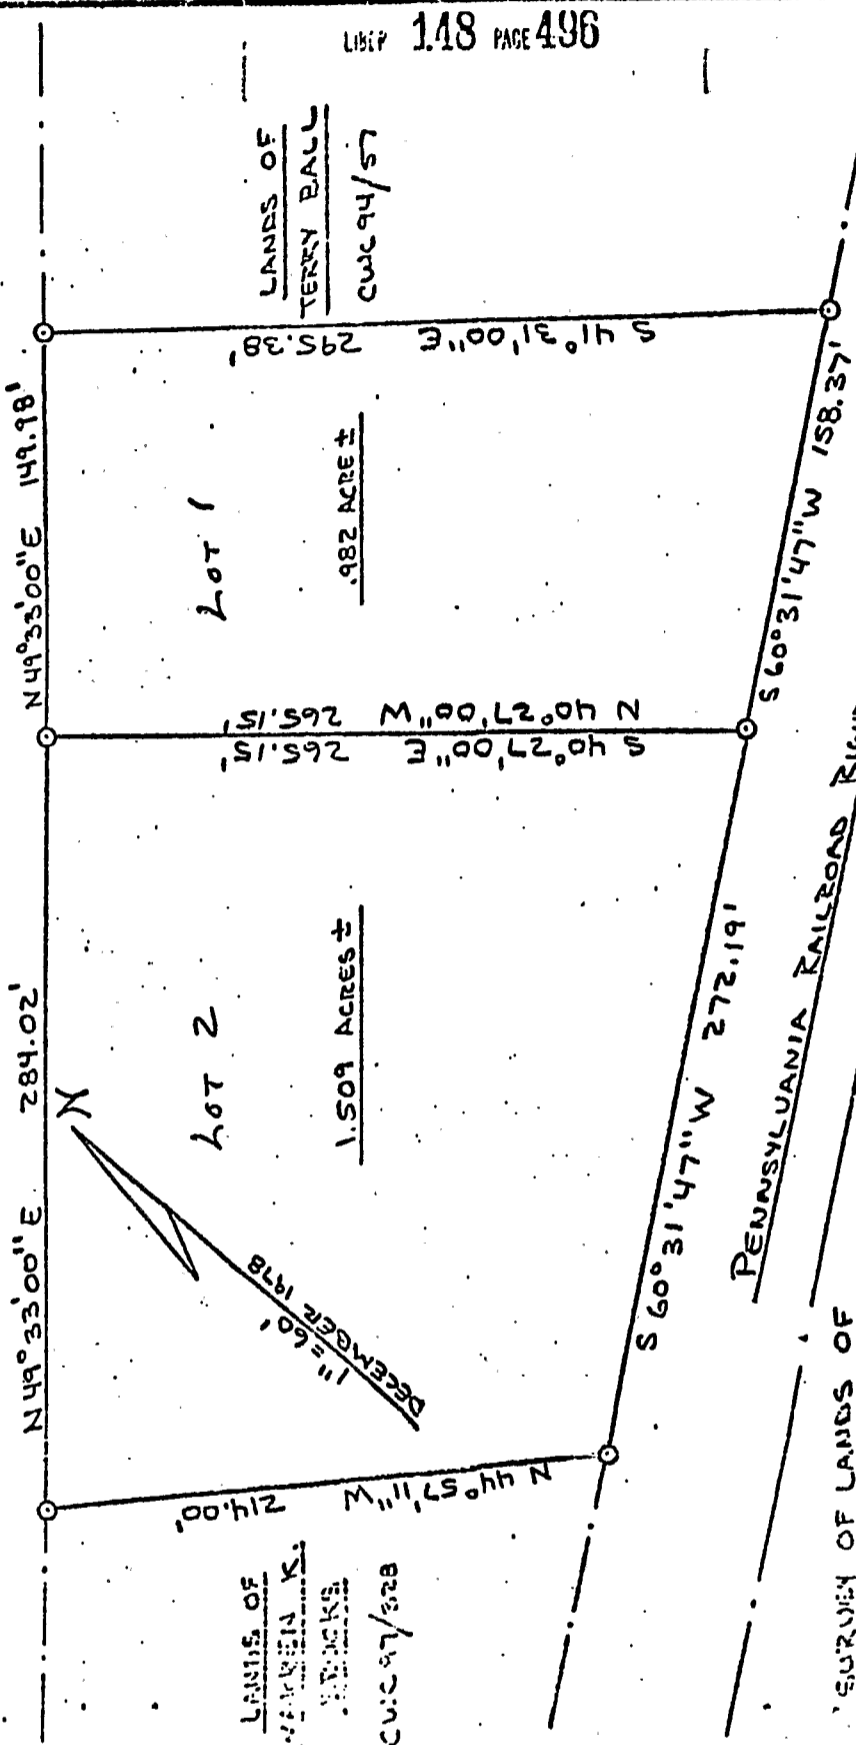 LIBER 148 PAGE 496
LANDS OF
TERRY BALL
CWC 94/57
N 49°33'00" E 149.98'
S 41°31'00" E 295.38'
LOT 1
.982 ACRE ±
S 60°31'47" W 158.37'
N 40°27'00" W 265.15'
S 40°27'00" E 265.15'
N 49°33'00" E 284.02'
LOT 2
1.509 ACRES ±
N
1" = 60'
DECEMBER 1978
S 60°31'47" W 272.19'
PENNSYLVANIA RAILROAD
N 44°57'11" W 214.00'
LANDS OF
K.
CWC 97/328
SURVEY OF LANDS OF